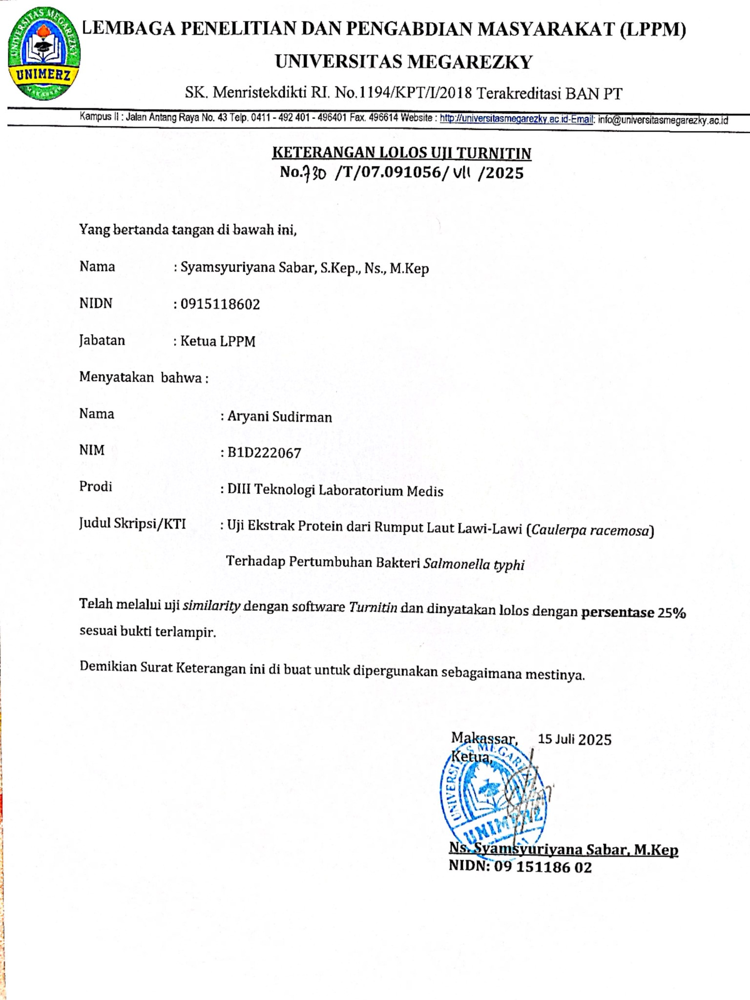 UNIVERSITAS MEGAREZKY
UNIMERZ
MAKASSAR
LEMBAGA PENELITIAN DAN PENGABDIAN MASYARAKAT (LPPM)
UNIVERSITAS MEGAREZKY
SK. Menristekdikti RI. No.1194/KPT/I/2018 Terakreditasi BAN PT
Kampus II : Jalan Antang Raya No. 43 Telp. 0411 - 492 401 - 496401 Fax. 496614 Website : http://universitasmegarezky.ac.id-Email: info@universitasmegarezky.ac.id
KETERANGAN LOLOS UJI TURNITIN
No.730 /T/07.091056/ VII /2025
Yang bertanda tangan di bawah ini,
Nama : Syamsyuriyana Sabar, S.Kep., Ns., M.Kep
NIDN : 0915118602
Jabatan : Ketua LPPM
Menyatakan bahwa :
Nama : Aryani Sudirman
NIM : B1D222067
Prodi : DIII Teknologi Laboratorium Medis
Judul Skripsi/KTI : Uji Ekstrak Protein dari Rumput Laut Lawi-Lawi (Caulerpa racemosa)
Terhadap Pertumbuhan Bakteri Salmonella typhi
Telah melalui uji similarity dengan software Turnitin dan dinyatakan lolos dengan persentase 25%
sesuai bukti terlampir.
Demikian Surat Keterangan ini di buat untuk dipergunakan sebagaimana mestinya.
Makassar, 15 Juli 2025
Ketua,
UNIVERSITAS MEGAREZKY
UNIMERZ
Ns. Syamsyuriyana Sabar, M.Kep
NIDN: 09 151186 02